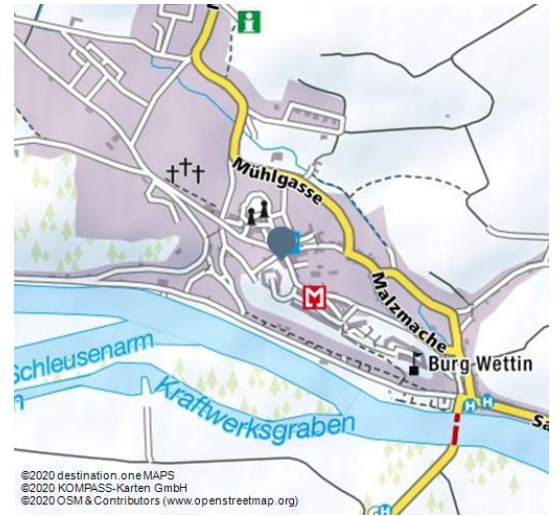 i
Mühlgasse
M
Malzmache
Burg Wettin
Schleusenarm
Kraftwerksgraben
H H
Sa
H
©2020 destination.one MAPS
©2020 KOMPASS-Karten GmbH
©2020 OSM & Contributors (www.openstreetmap.org)